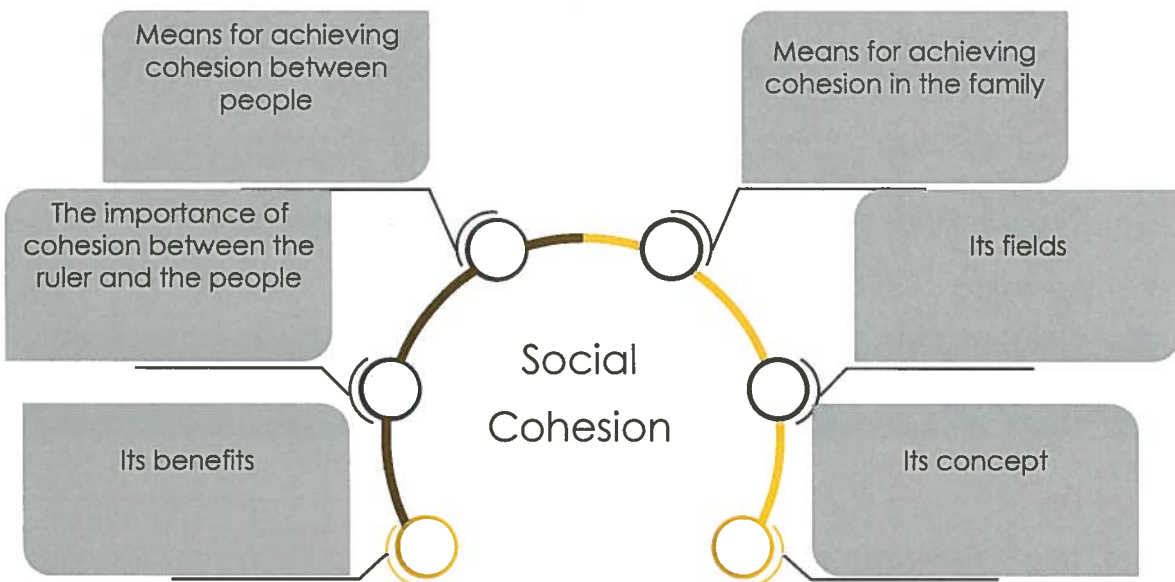 Means for achieving
cohesion between
people
Means for achieving
cohesion in the family
The importance of
cohesion between the
ruler and the people
Its fields
Social
Cohesion
Its benefits
Its concept